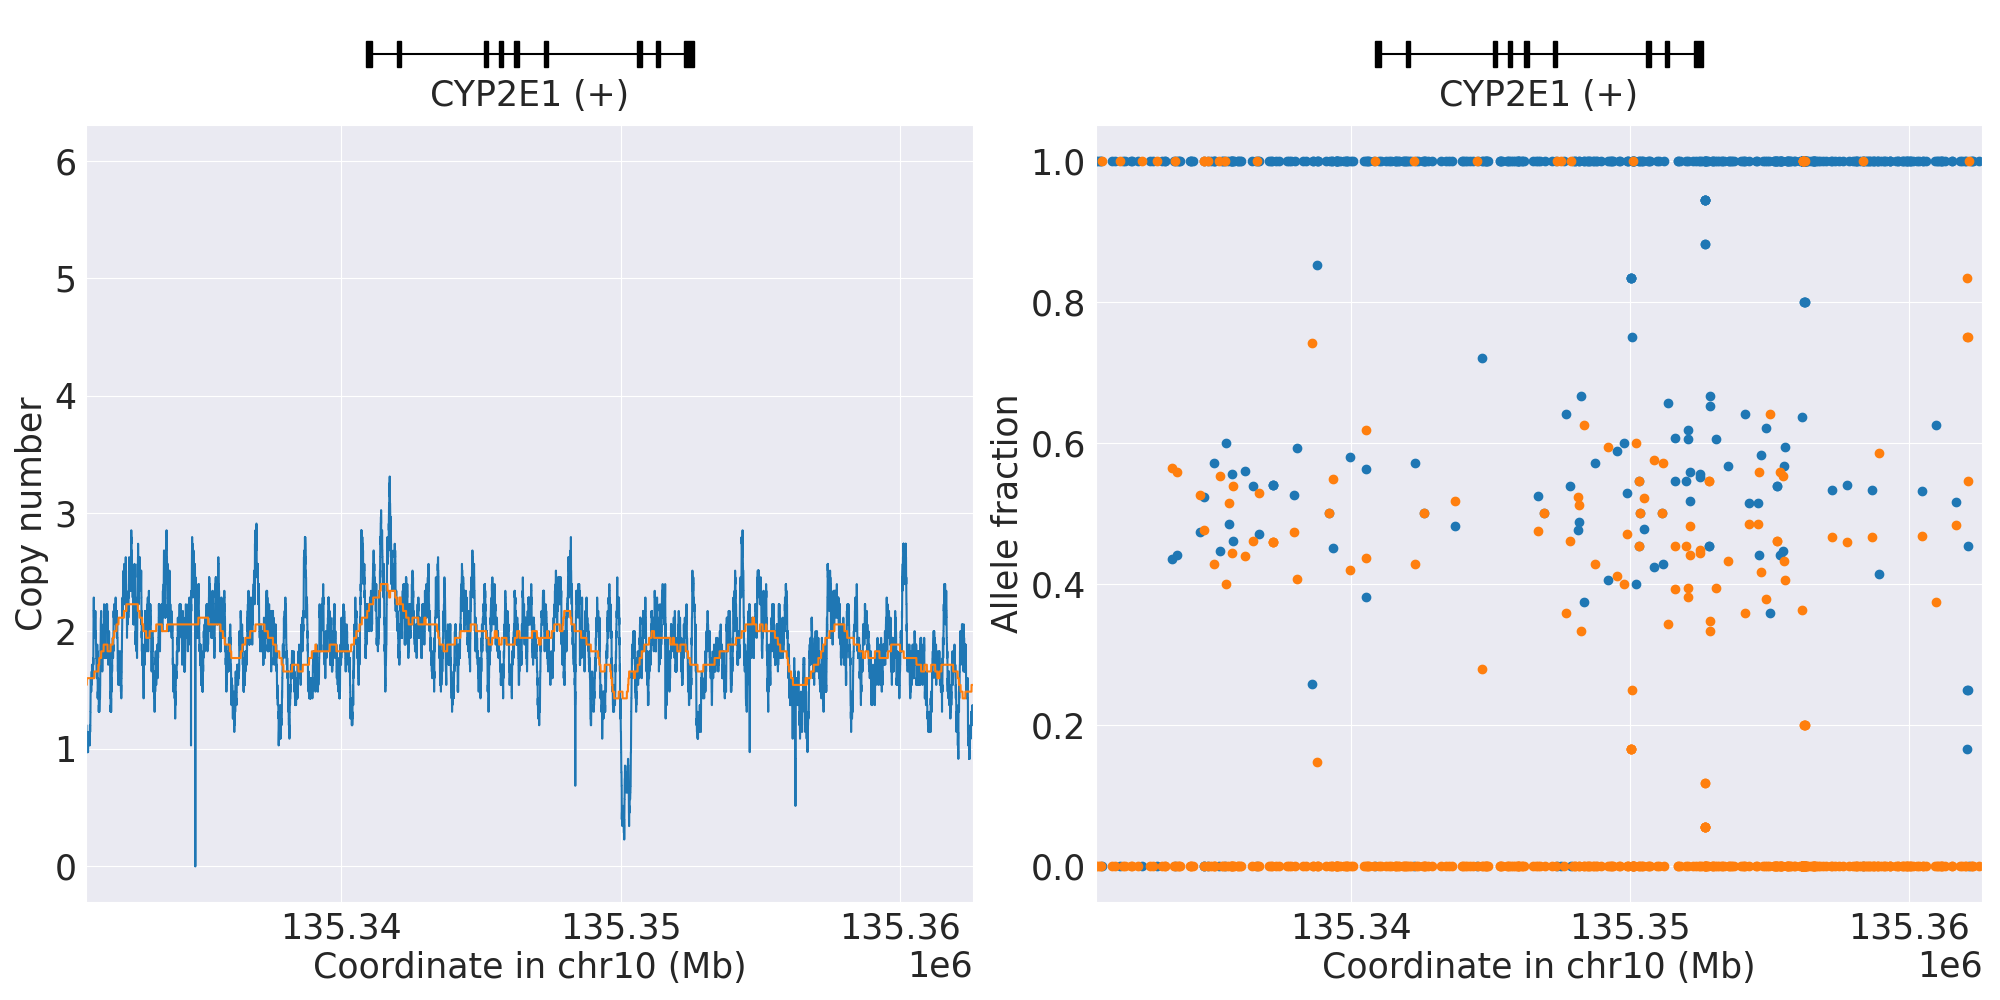 CYP2E1 (+)
Copy number
6
5
4
3
2
1
0
135.34
135.35
135.36
Coordinate in chr10 (Mb)
1e6
CYP2E1 (+)
Allele fraction
1.0
0.8
0.6
0.4
0.2
0.0
135.34
135.35
135.36
Coordinate in chr10 (Mb)
1e6